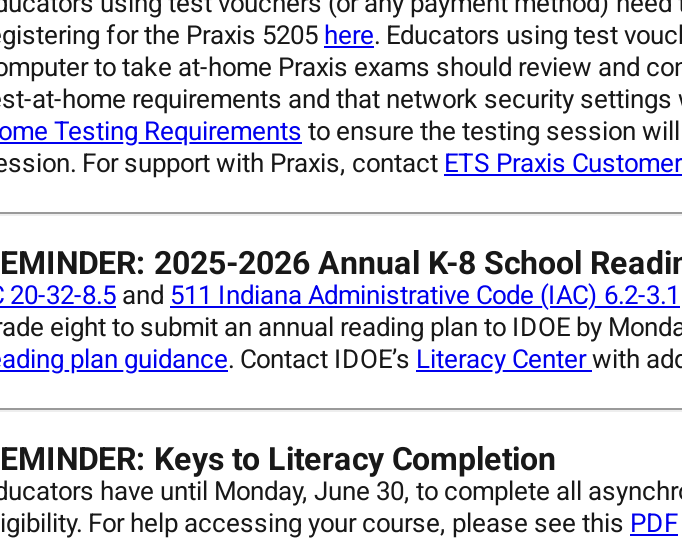 ducators using test vouchers (or any payment method) need t
egistering for the Praxis 5205 here. Educators using test vouc
omputer to take at-home Praxis exams should review and con
est-at-home requirements and that network security settings
ome Testing Requirements to ensure the testing session will
ession. For support with Praxis, contact ETS Praxis Customer
EMINDER: 2025-2026 Annual K-8 School Readin
C 20-32-8.5 and 511 Indiana Administrative Code (IAC) 6.2-3.1
rade eight to submit an annual reading plan to IDOE by Monda
eading plan guidance. Contact IDOE’s Literacy Center with add
EMINDER: Keys to Literacy Completion
ducators have until Monday, June 30, to complete all asynchro
igibility. For help accessing your course, please see this PDF